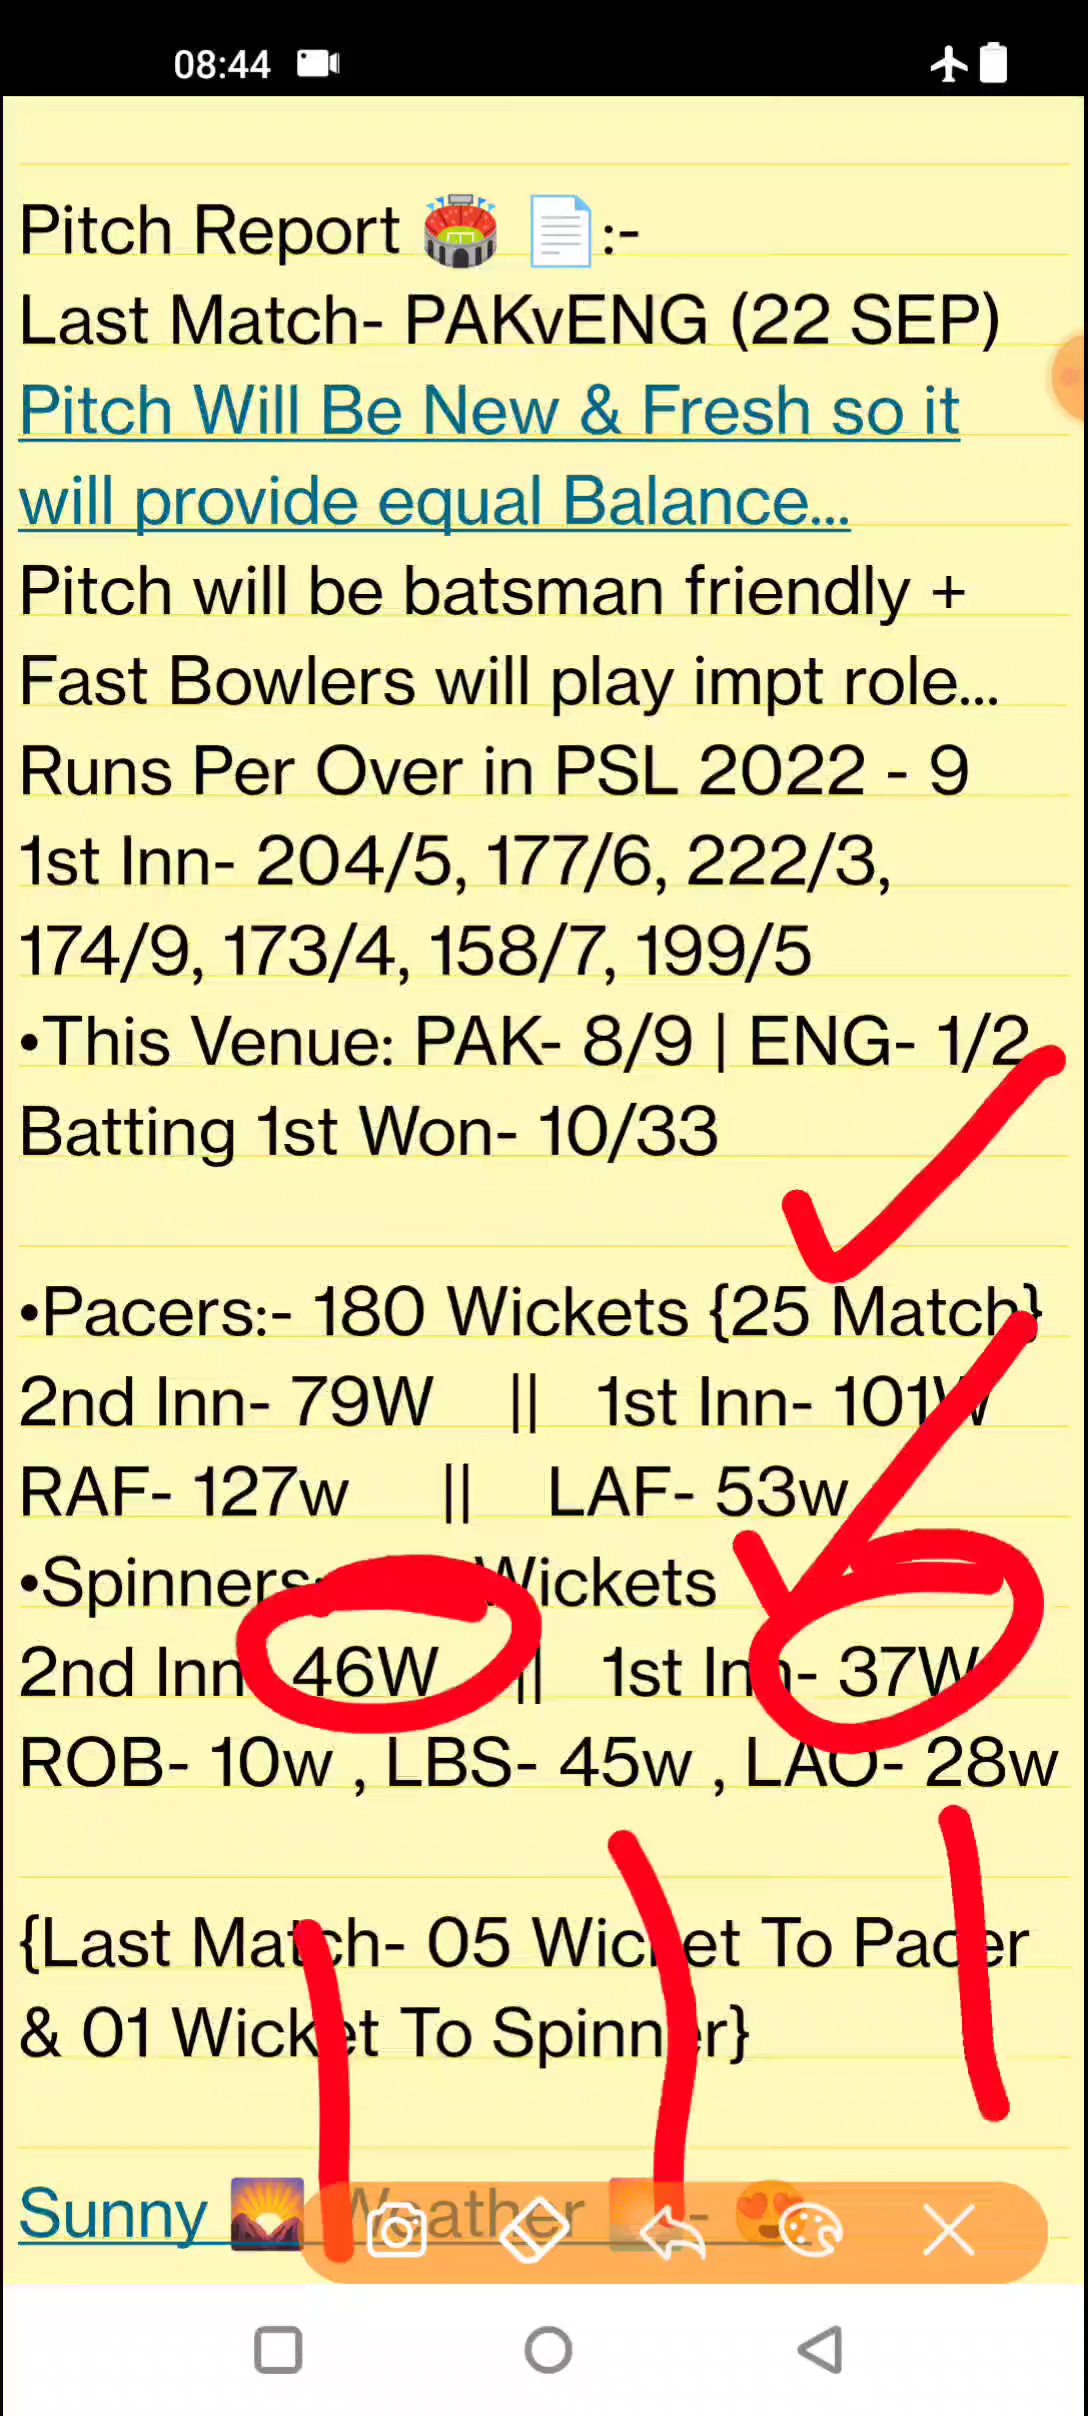 08:44
Pitch Report 🏟️ 📄:-
Last Match- PAKvENG (22 SEP)
Pitch Will Be New & Fresh so it
will provide equal Balance...
Pitch will be batsman friendly +
Fast Bowlers will play impt role...
Runs Per Over in PSL 2022 - 9
1st Inn- 204/5, 177/6, 222/3,
174/9, 173/4, 158/7, 199/5
•This Venue: PAK- 8/9 | ENG- 1/2
Batting 1st Won- 10/33
•Pacers:- 180 Wickets {25 Match}
2nd Inn- 79W || 1st Inn- 101W
RAF- 127w || LAF- 53w
•Spinners: Wickets
2nd Inn 46W || 1st Inn- 37W
ROB- 10w , LBS- 45w , LAO- 28w
{Last Match- 05 Wicket To Pacer
& 01 Wicket To Spinner}
Sunny 🌄 Weather - 😍